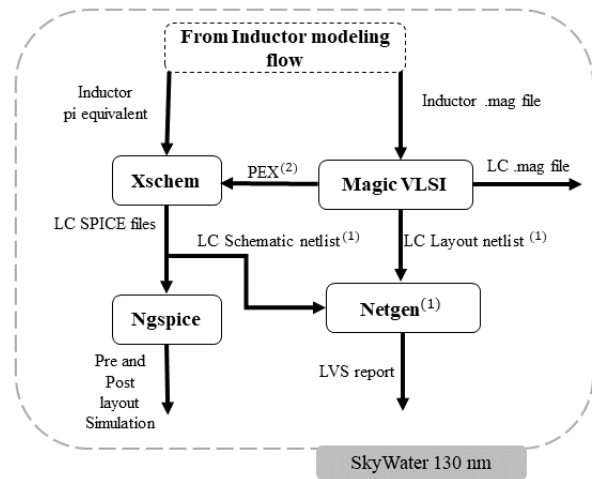 From Inductor modeling
flow
Inductor
pi equivalent
Inductor .mag file
Xschem
PEX(2)
Magic VLSI
LC .mag file
LC SPICE files
LC Schematic netlist(1)
LC Layout netlist (1)
Ngspice
Netgen(1)
Pre and
Post
layout
Simulation
LVS report
SkyWater 130 nm